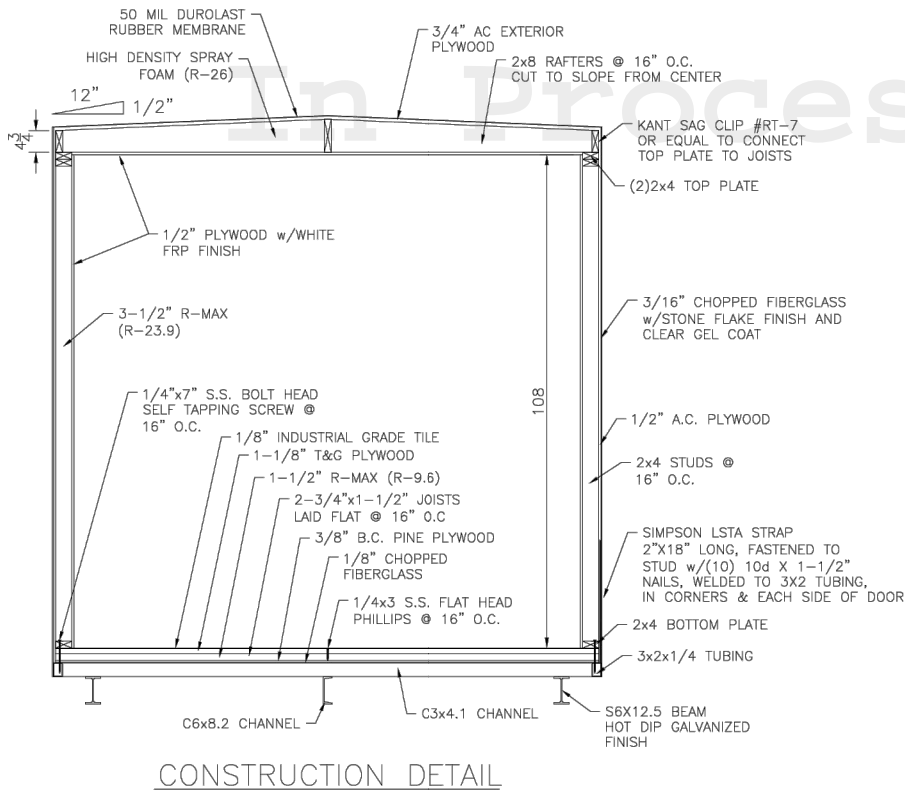 50 MIL DUROLAST
RUBBER MEMBRANE
3/4" AC EXTERIOR
PLYWOOD
HIGH DENSITY SPRAY
FOAM (R-26)
2x8 RAFTERS @ 16" O.C.
CUT TO SLOPE FROM CENTER
In Proces
12"
1/2"
4 3/4
KANT SAG CLIP #RT-7
OR EQUAL TO CONNECT
TOP PLATE TO JOISTS
(2)2x4 TOP PLATE
1/2" PLYWOOD w/WHITE
FRP FINISH
3-1/2" R-MAX
(R-23.9)
3/16" CHOPPED FIBERGLASS
w/STONE FLAKE FINISH AND
CLEAR GEL COAT
108
1/4"x7" S.S. BOLT HEAD
SELF TAPPING SCREW @
16" O.C.
1/8" INDUSTRIAL GRADE TILE
1-1/8" T&G PLYWOOD
1-1/2" R-MAX (R-9.6)
2-3/4"x1-1/2" JOISTS
LAID FLAT @ 16" O.C
3/8" B.C. PINE PLYWOOD
1/8" CHOPPED
FIBERGLASS
1/4x3 S.S. FLAT HEAD
PHILLIPS @ 16" O.C.
1/2" A.C. PLYWOOD
2x4 STUDS @
16" O.C.
SIMPSON LSTA STRAP
2"X18" LONG, FASTENED TO
STUD w/(10) 10d X 1-1/2"
NAILS, WELDED TO 3X2 TUBING,
IN CORNERS & EACH SIDE OF DOOR
2x4 BOTTOM PLATE
3x2x1/4 TUBING
C6x8.2 CHANNEL
C3x4.1 CHANNEL
S6X12.5 BEAM
HOT DIP GALVANIZED
FINISH
CONSTRUCTION DETAIL